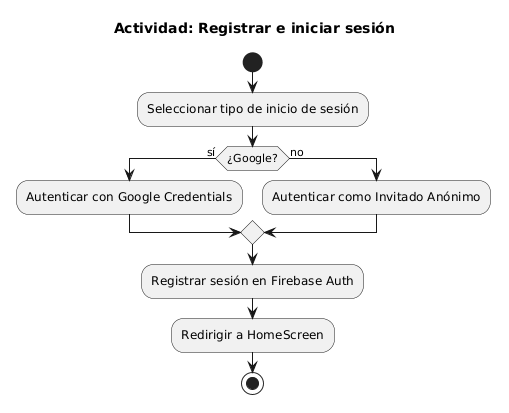 Actividad: Registrar e iniciar sesión
Seleccionar tipo de inicio de sesión
sí
¿Google?
no
Autenticar con Google Credentials
Autenticar como Invitado Anónimo
Registrar sesión en Firebase Auth
Redirigir a HomeScreen